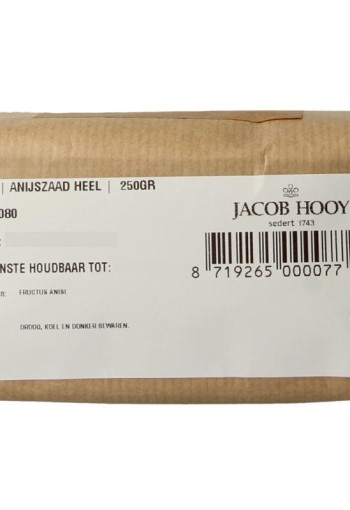 | ANIJSZAAD HEEL | 250GR
080
:
NSTE HOUDBAAR TOT:
n: FRUCTUS ANISI
DROOG, KOEL EN DONKER BEWAREN.
JACOB HOOY
sedert 1743
8 719265 000077